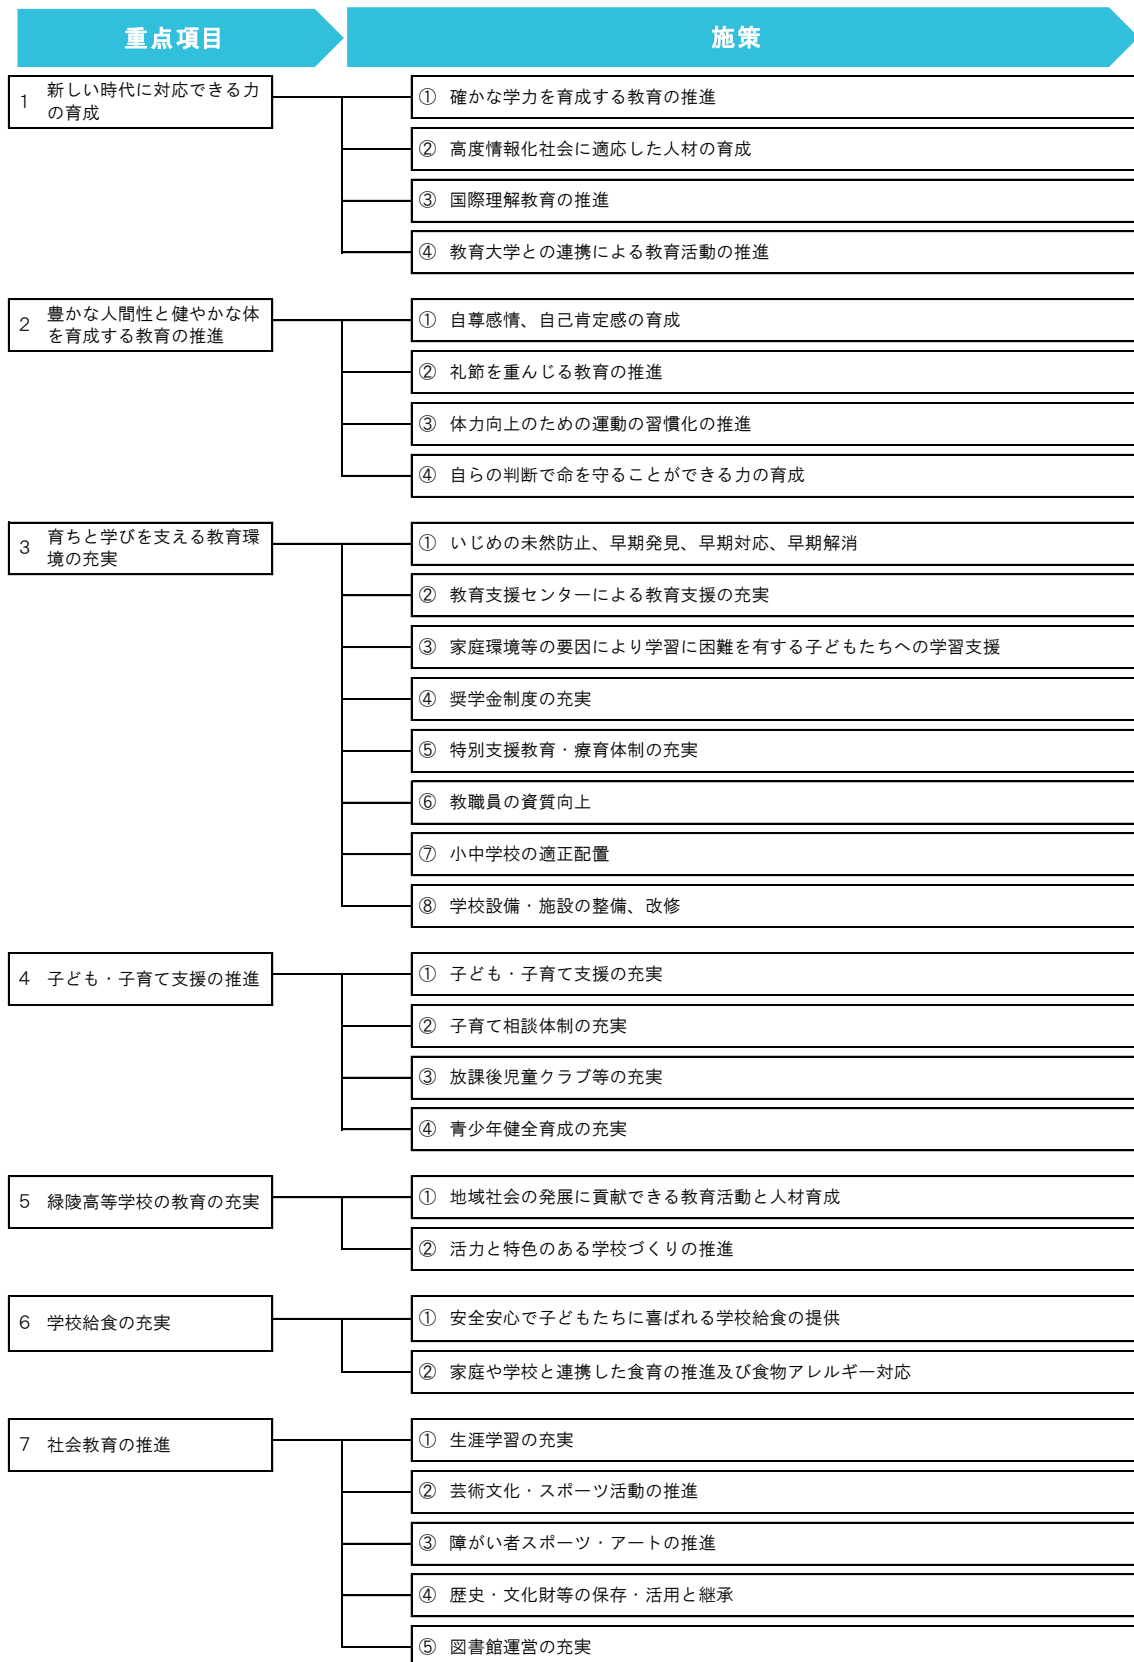 重点項目
施策
1 新しい時代に対応できる力
の育成
① 確かな学力を育成する教育の推進
② 高度情報化社会に適応した人材の育成
③ 国際理解教育の推進
④ 教育大学との連携による教育活動の推進
2 豊かな人間性と健やかな体
を育成する教育の推進
① 自尊感情、自己肯定感の育成
② 礼節を重んじる教育の推進
③ 体力向上のための運動の習慣化の推進
④ 自らの判断で命を守ることができる力の育成
3 育ちと学びを支える教育環
境の充実
① いじめの未然防止、早期発見、早期対応、早期解消
② 教育支援センターによる教育支援の充実
③ 家庭環境等の要因により学習に困難を有する子どもたちへの学習支援
④ 奨学金制度の充実
⑤ 特別支援教育・療育体制の充実
⑥ 教職員の資質向上
⑦ 小中学校の適正配置
⑧ 学校設備・施設の整備、改修
4 子ども・子育て支援の推進
① 子ども・子育て支援の充実
② 子育て相談体制の充実
③ 放課後児童クラブ等の充実
④ 青少年健全育成の充実
5 緑陵高等学校の教育の充実
① 地域社会の発展に貢献できる教育活動と人材育成
② 活力と特色のある学校づくりの推進
6 学校給食の充実
① 安全安心で子どもたちに喜ばれる学校給食の提供
② 家庭や学校と連携した食育の推進及び食物アレルギー対応
7 社会教育の推進
① 生涯学習の充実
② 芸術文化・スポーツ活動の推進
③ 障がい者スポーツ・アートの推進
④ 歴史・文化財等の保存・活用と継承
⑤ 図書館運営の充実